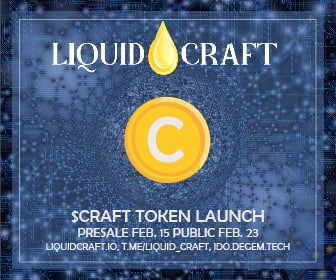 LIQUID CRAFT
C
$CRAFT TOKEN LAUNCH
PRESALE FEB. 15 PUBLIC FEB. 23
LIQUIDCRAFT.IO, T.ME/LIQUID_CRAFT, IDO.DEGEM.TECH